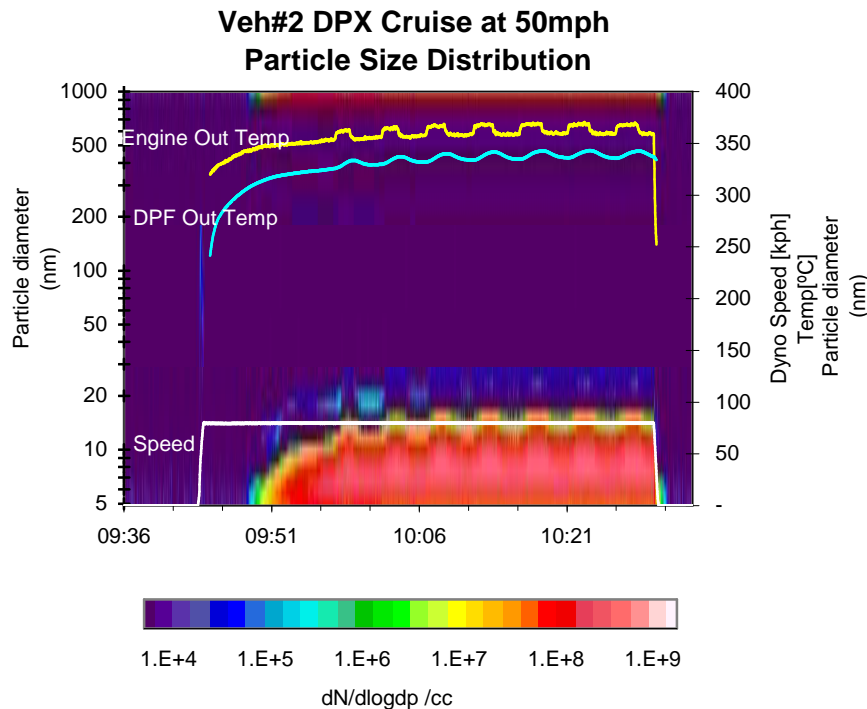 Veh#2 DPX Cruise at 50mph
Particle Size Distribution
1000
500
200
100
50
20
10
5
Particle diameter
(nm)
Engine Out Temp
DPF Out Temp
Speed
400
350
300
250
200
150
100
50
-
Dyno Speed [kph]
Temp[ºC]
Particle diameter
(nm)
09:36
09:51
10:06
10:21
1.E+4
1.E+5
1.E+6
1.E+7
1.E+8
1.E+9
dN/dlogdp /cc